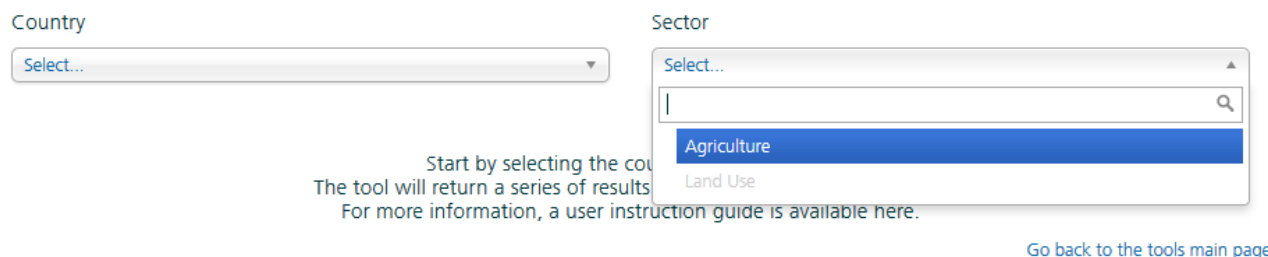 Country
Sector
Select...
Select...
Agriculture
Land Use
Start by selecting the
The tool will return a series of results
For more information, a user instruction guide is available here.
Go back to the tools main page